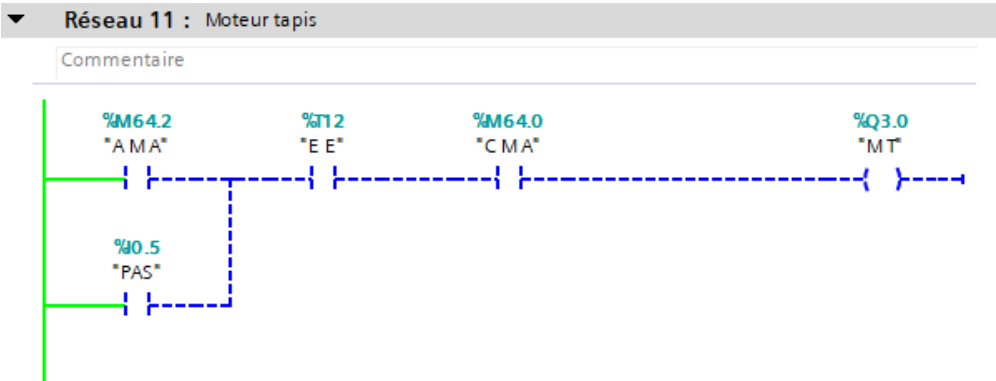 Réseau 11 : Moteur tapis
Commentaire
%M64.2 %T12 %M64.0 %Q3.0
"A M A" "E E" "C M A" "M T"
%I0.5
"PAS"